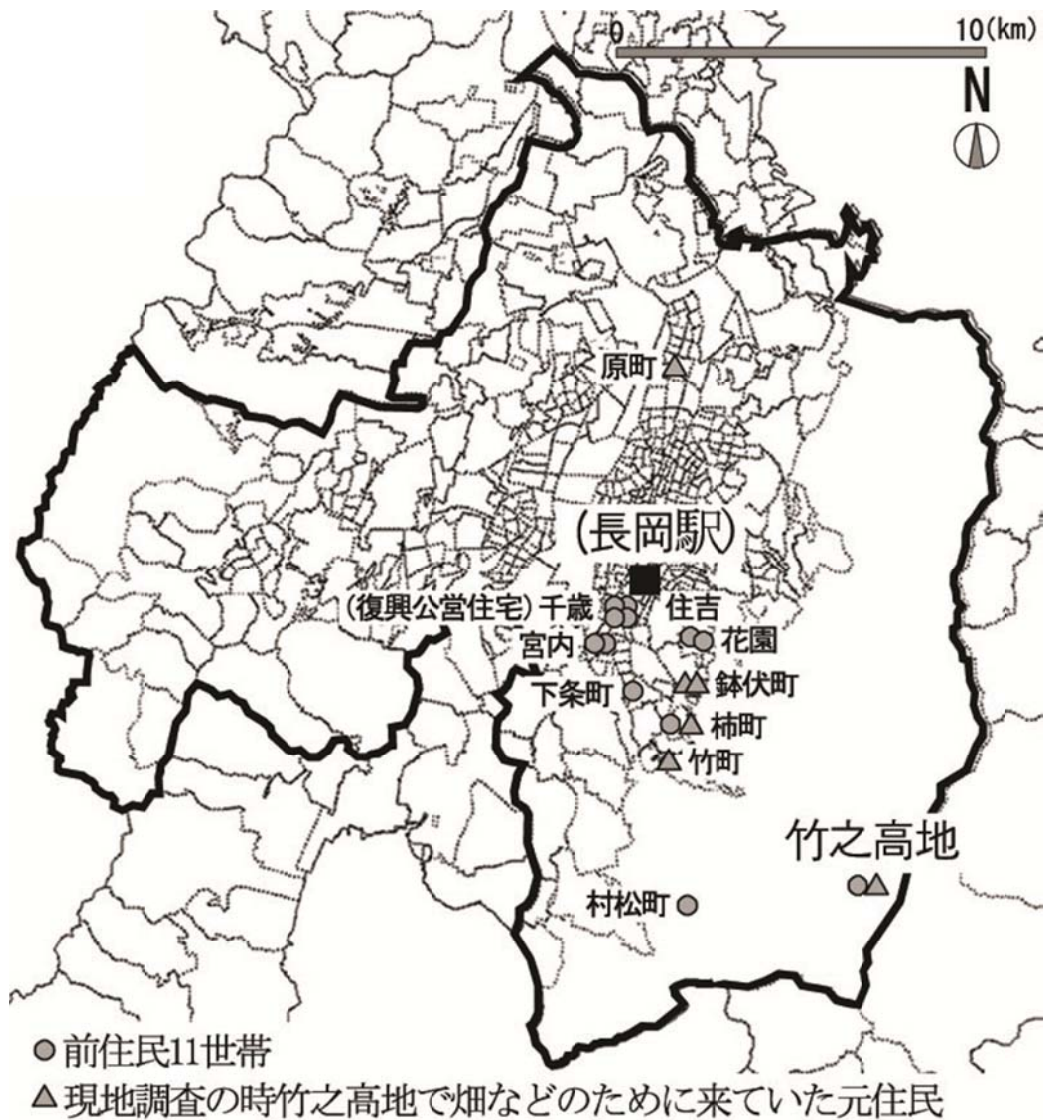 0 10(km)
N
原町
(長岡駅)
(復興公営住宅)千歳 住吉
宮内 花園
下条町 鉢伏町
柿町
竹町
竹之高地
村松町
前住民11世帯
現地調査の時竹之高地で畑などのために来ていた元住民